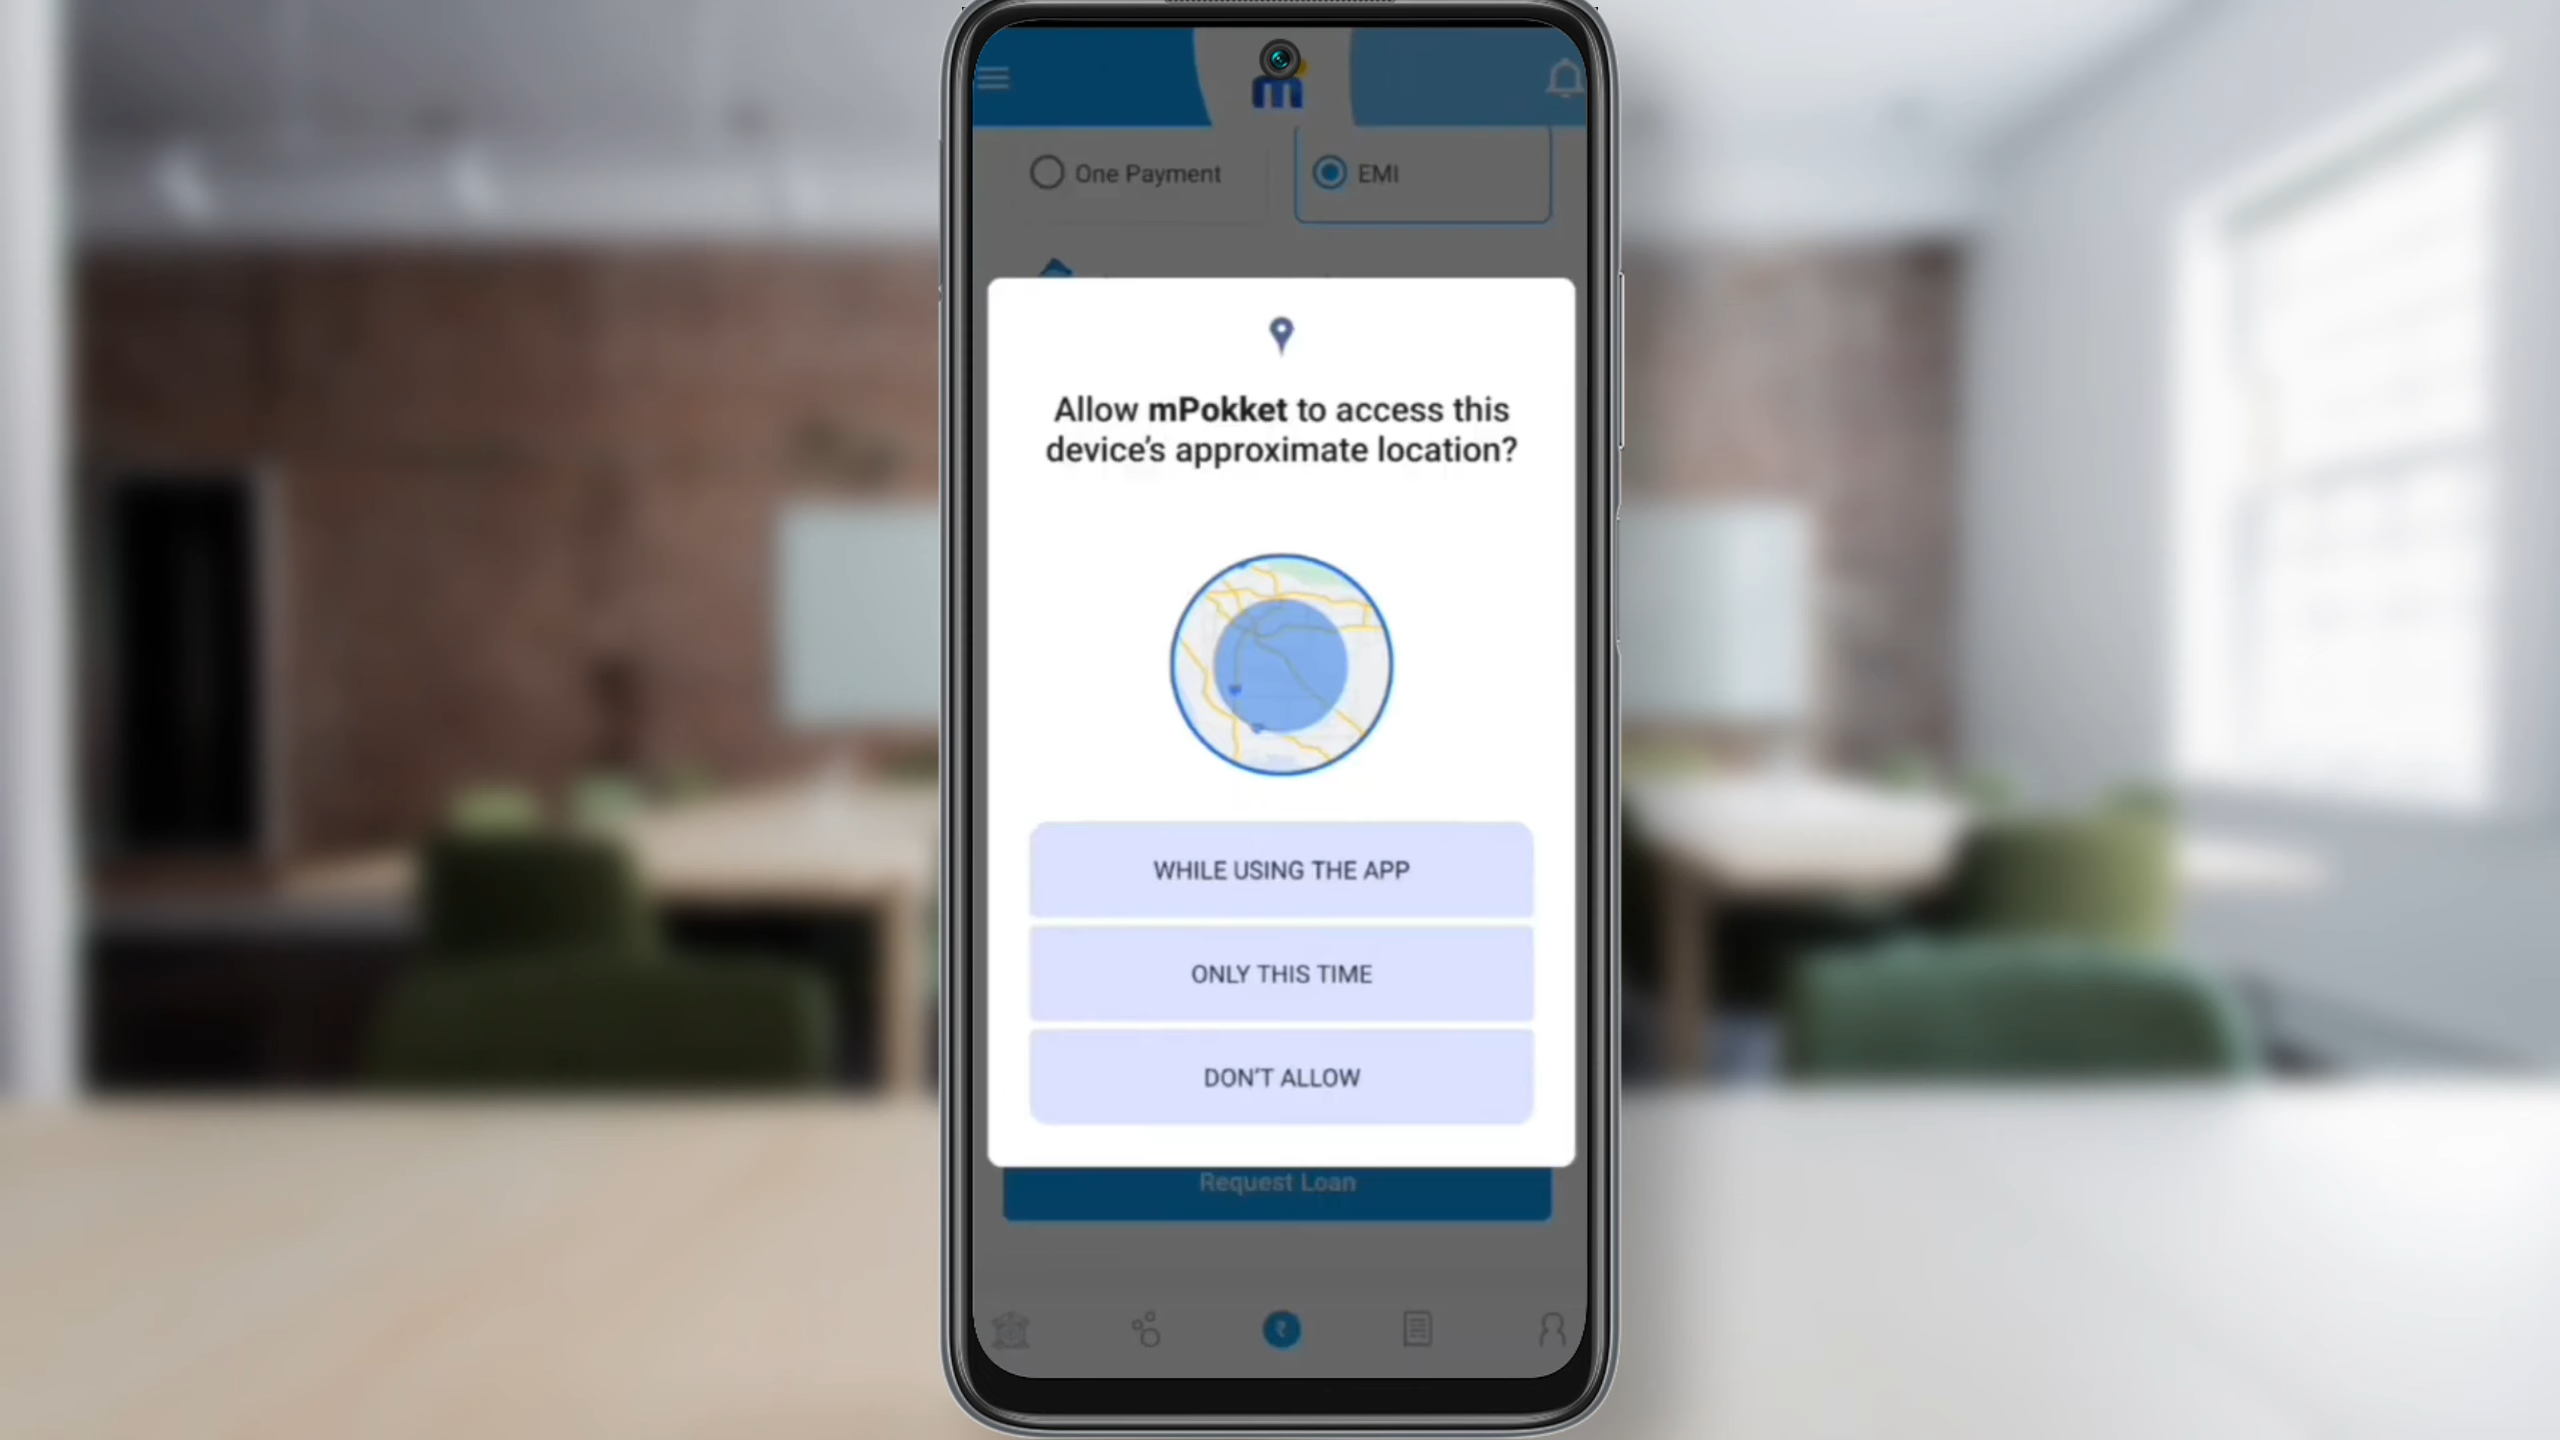 m
One Payment
EMI
Allow mPokket to access this
device's approximate location?
WHILE USING THE APP
ONLY THIS TIME
DON'T ALLOW
Request Loan
₹